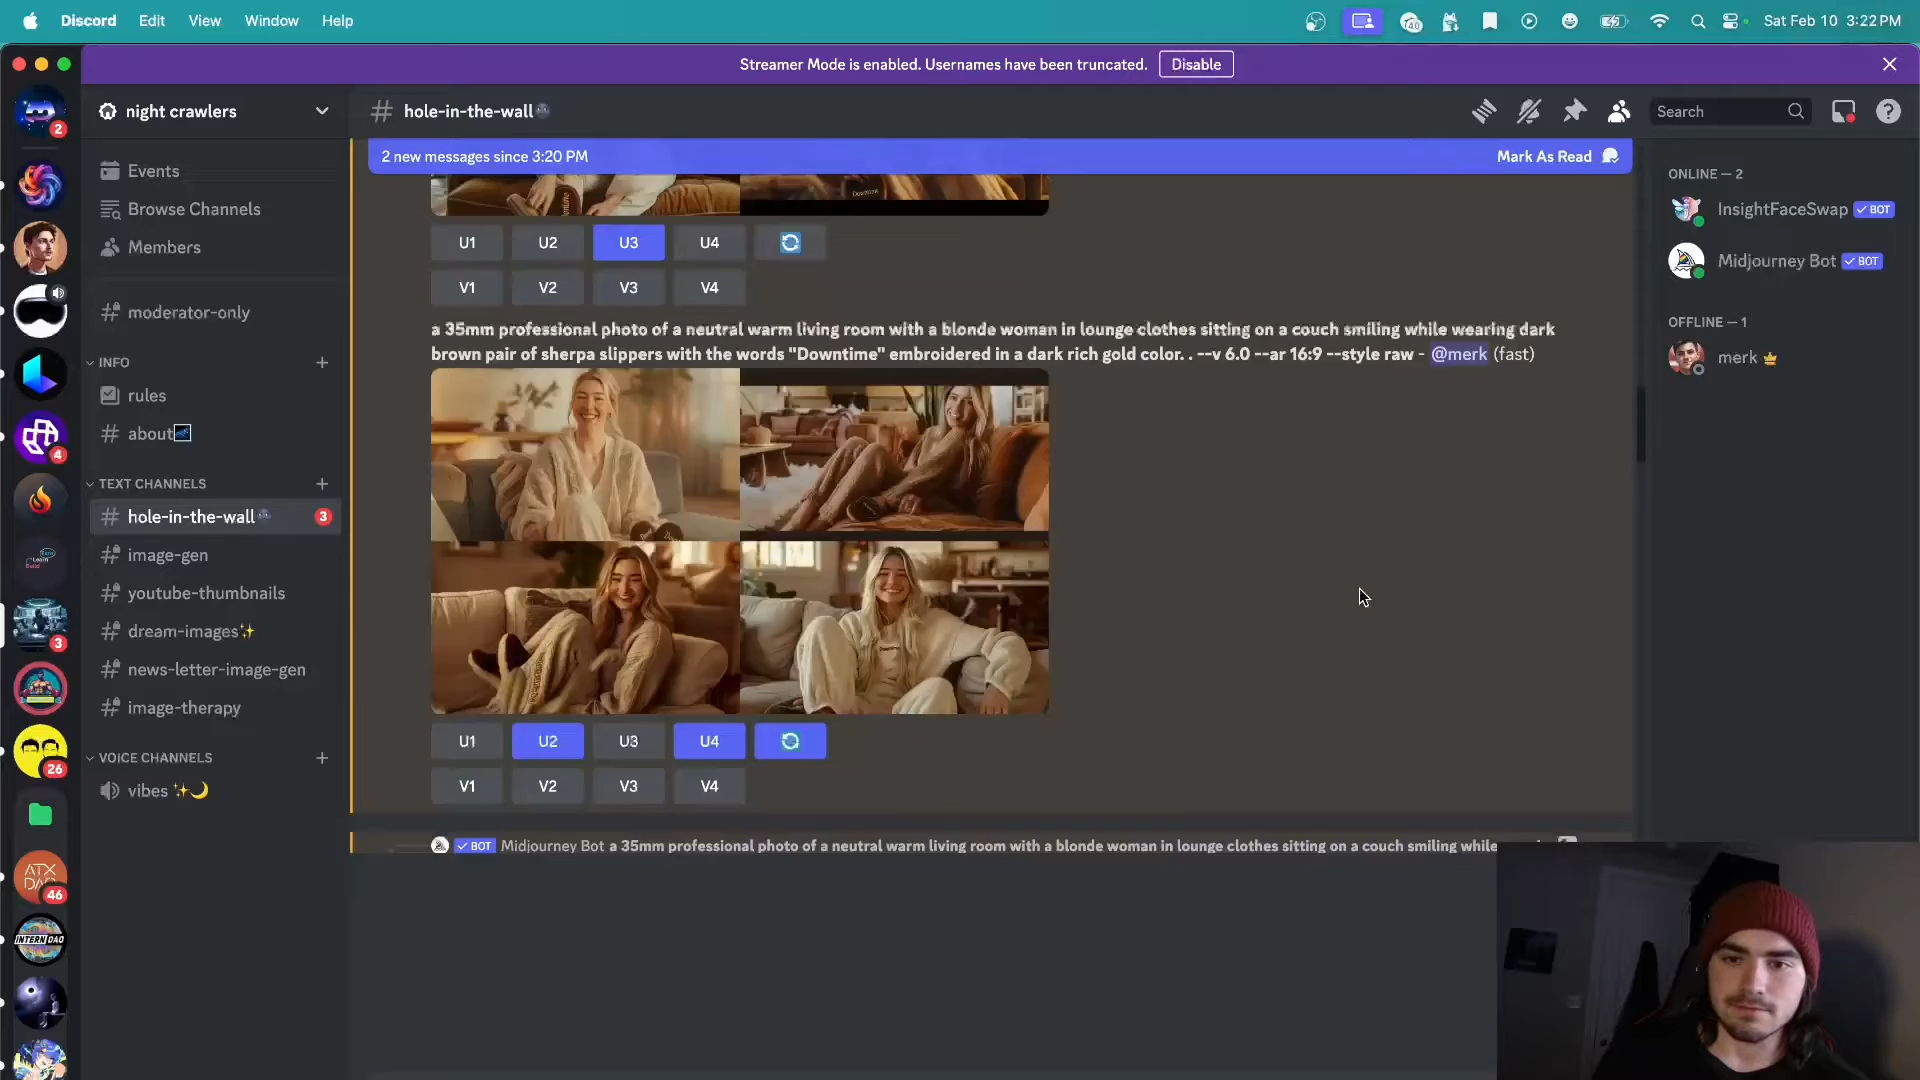 Discord Edit View Window Help
Sat Feb 10 3:22 PM
Streamer Mode is enabled. Usernames have been truncated. Disable
night crawlers
# hole-in-the-wall
Search
2 new messages since 3:20 PM Mark As Read
Events
Browse Channels
Members
moderator-only
INFO
rules
about
TEXT CHANNELS
hole-in-the-wall 3
image-gen
youtube-thumbnails
dream-images
news-letter-image-gen
image-therapy
VOICE CHANNELS
vibes
2
4
3
26
46
ATX
DAO
INTERN DAO
U1 U2 U3 U4
V1 V2 V3 V4
a 35mm professional photo of a neutral warm living room with a blonde woman in lounge clothes sitting on a couch smiling while wearing dark
brown pair of sherpa slippers with the words "Downtime" embroidered in a dark rich gold color. . --v 6.0 --ar 16:9 --style raw - @merk (fast)
U1 U2 U3 U4
V1 V2 V3 V4
BOT Midjourney Bot a 35mm professional photo of a neutral warm living room with a blonde woman in lounge clothes sitting on a couch smiling while
ONLINE — 2
InsightFaceSwap BOT
Midjourney Bot BOT
OFFLINE — 1
merk